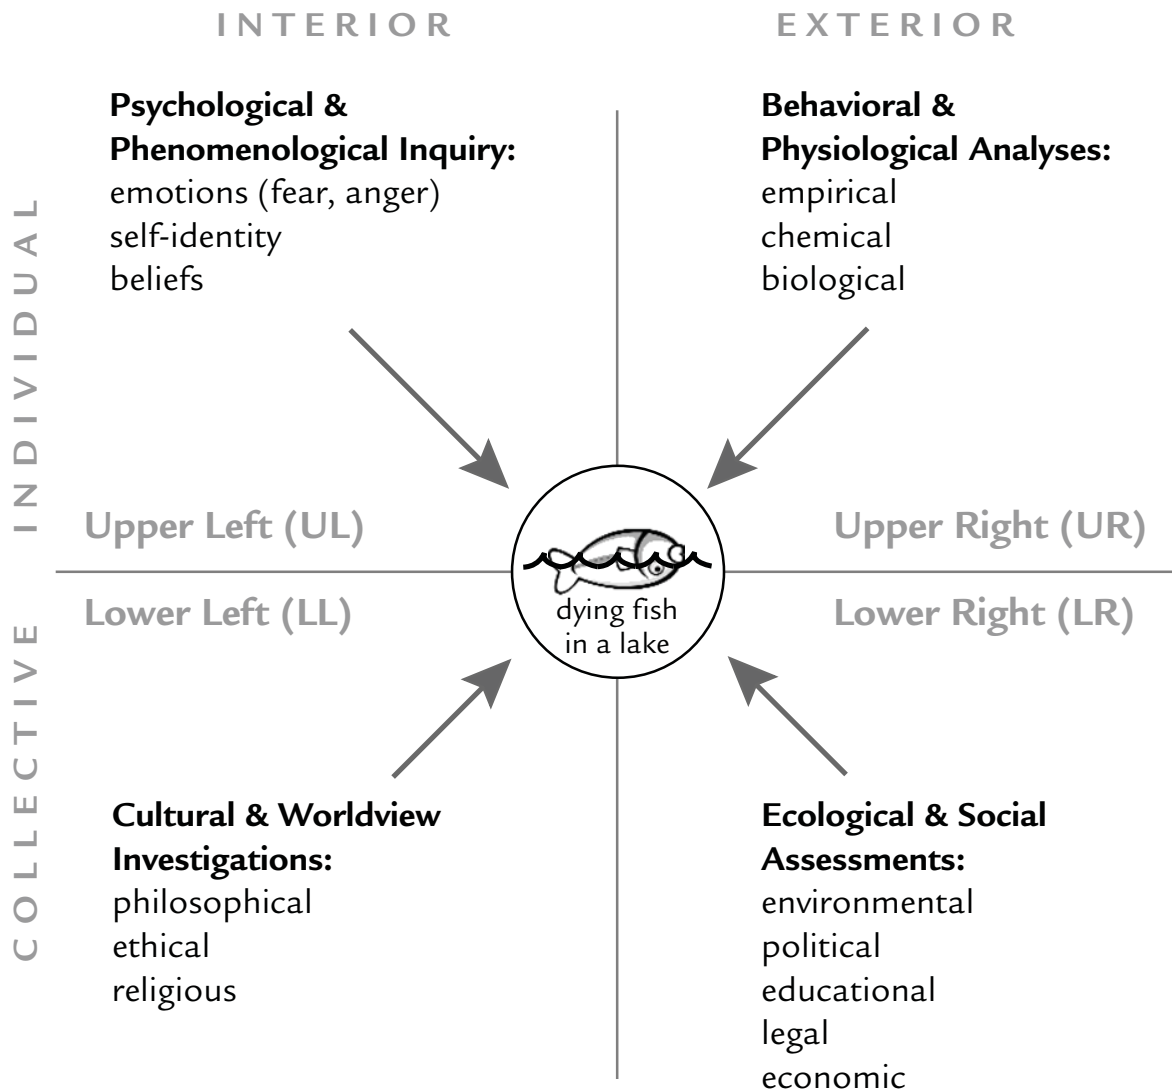 INTERIOR
EXTERIOR
INDIVIDUAL
COLLECTIVE
Psychological &
Phenomenological Inquiry:
emotions (fear, anger)
self-identity
beliefs
Behavioral &
Physiological Analyses:
empirical
chemical
biological
Upper Left (UL)
Upper Right (UR)
dying fish
in a lake
Lower Left (LL)
Lower Right (LR)
Cultural & Worldview
Investigations:
philosophical
ethical
religious
Ecological & Social
Assessments:
environmental
political
educational
legal
economic